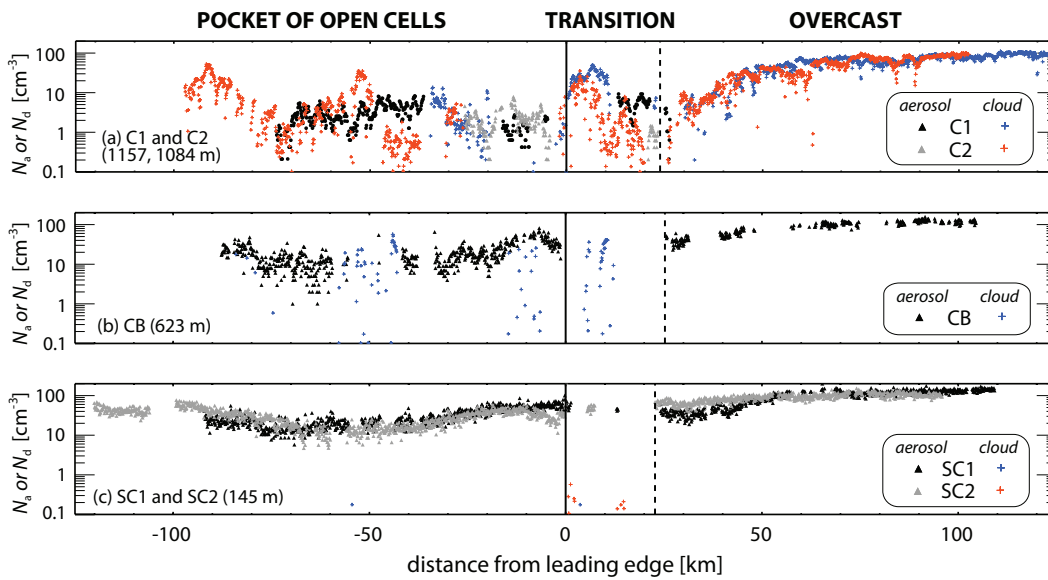 POCKET OF OPEN CELLS TRANSITION OVERCAST
Na or Nd [cm-3]
100
10
1
0.1
(a) C1 and C2
(1157, 1084 m)
aerosol cloud
C1
C2
Na or Nd [cm-3]
100
10
1
0.1
(b) CB (623 m)
aerosol cloud
CB
Na or Nd [cm-3]
100
10
1
0.1
(c) SC1 and SC2 (145 m)
aerosol cloud
SC1
SC2
-100 -50 0 50 100
distance from leading edge [km]